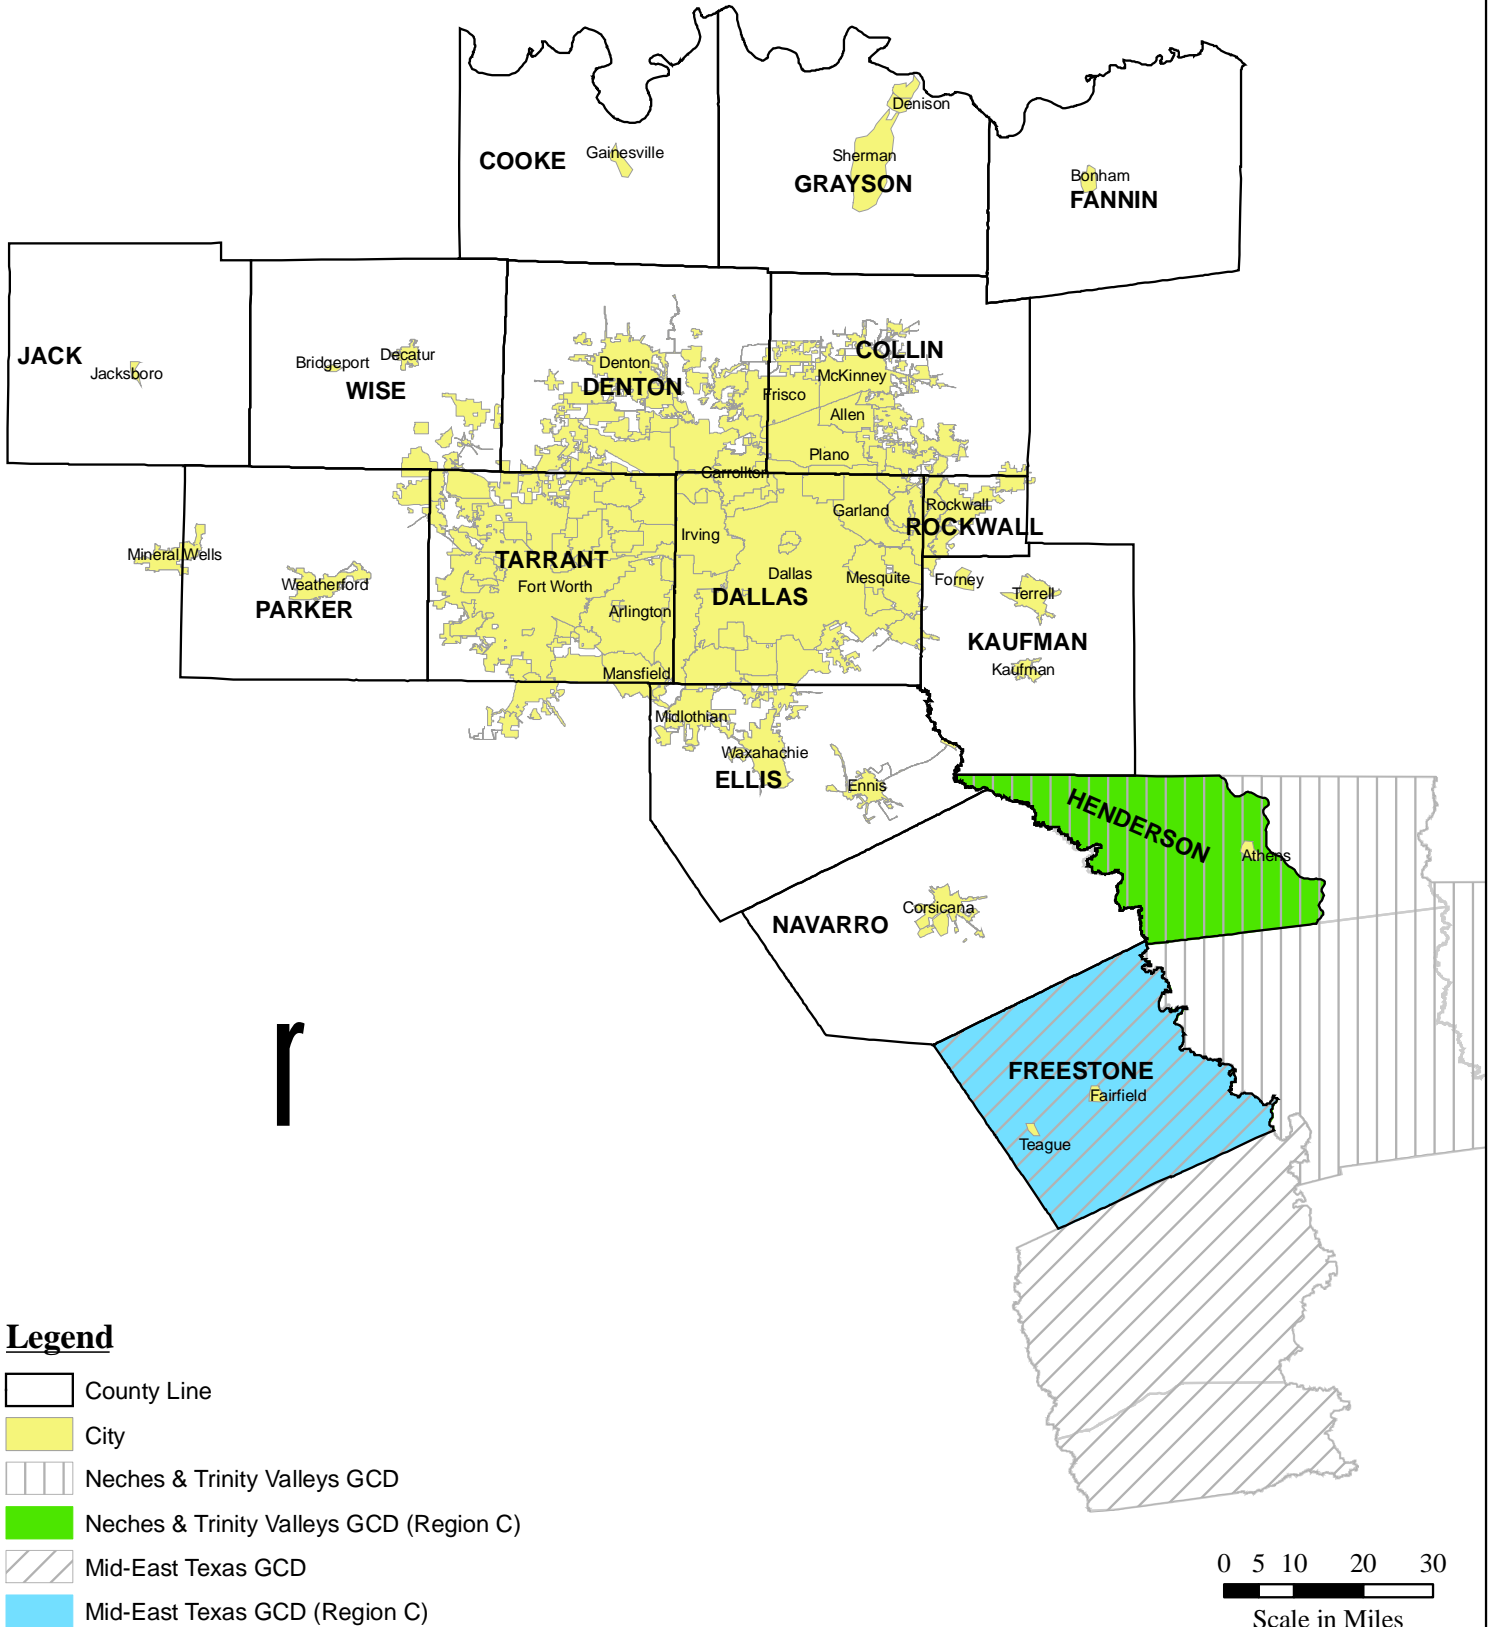 Denison
Gainesville
COOKE
Sherman
GRAYSON
Bonham
FANNIN
JACK
Jacksboro
Bridgeport
Decatur
WISE
Denton
DENTON
COLLIN
McKinney
Frisco
Allen
Plano
Carrollton
Garland
Rockwall
ROCKWALL
Irving
Mineral Wells
Weatherford
PARKER
TARRANT
Fort Worth
Arlington
Mansfield
Dallas
DALLAS
Mesquite
Forney
Terrell
KAUFMAN
Kaufman
Midlothian
Waxahachie
ELLIS
Ennis
HENDERSON
Athens
Corsicana
NAVARRO
FREESTONE
Fairfield
Teague
r
Legend
County Line
City
Neches & Trinity Valleys GCD
Neches & Trinity Valleys GCD (Region C)
Mid-East Texas GCD
Mid-East Texas GCD (Region C)
0 5 10 20 30
Scale in Miles